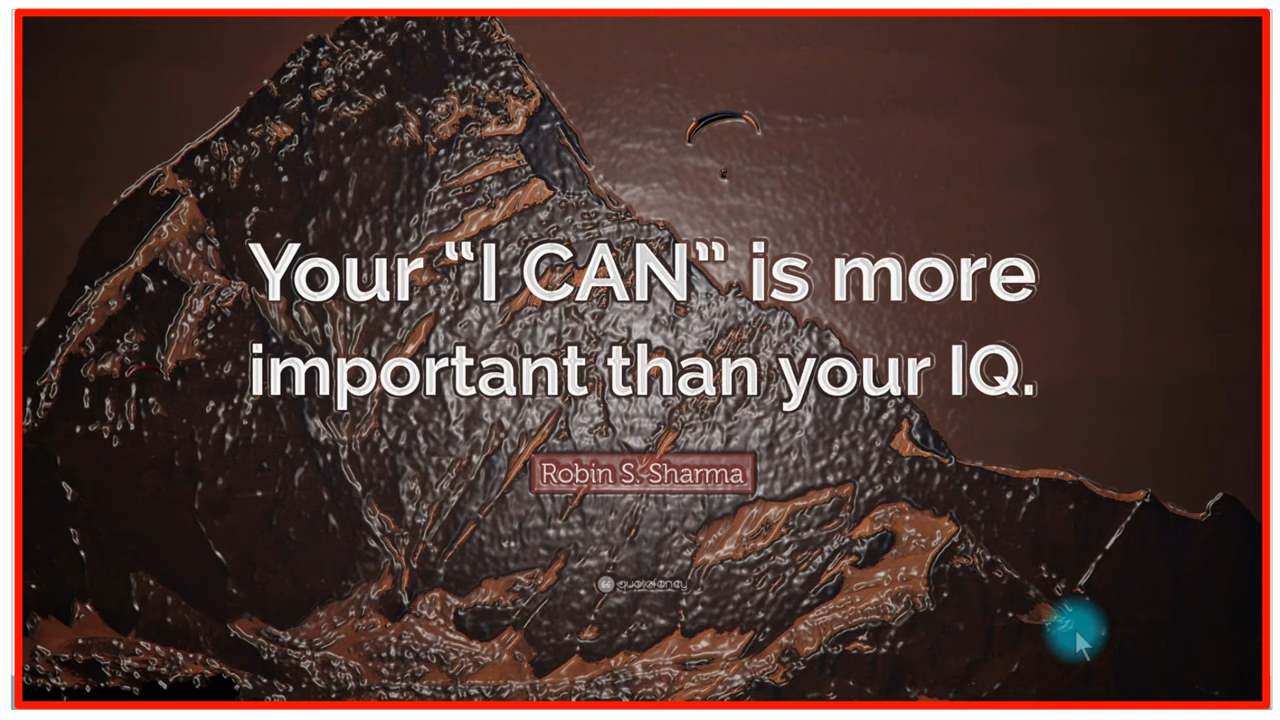 Your “I CAN” is more
important than your IQ.
Robin S. Sharma
quotefancy